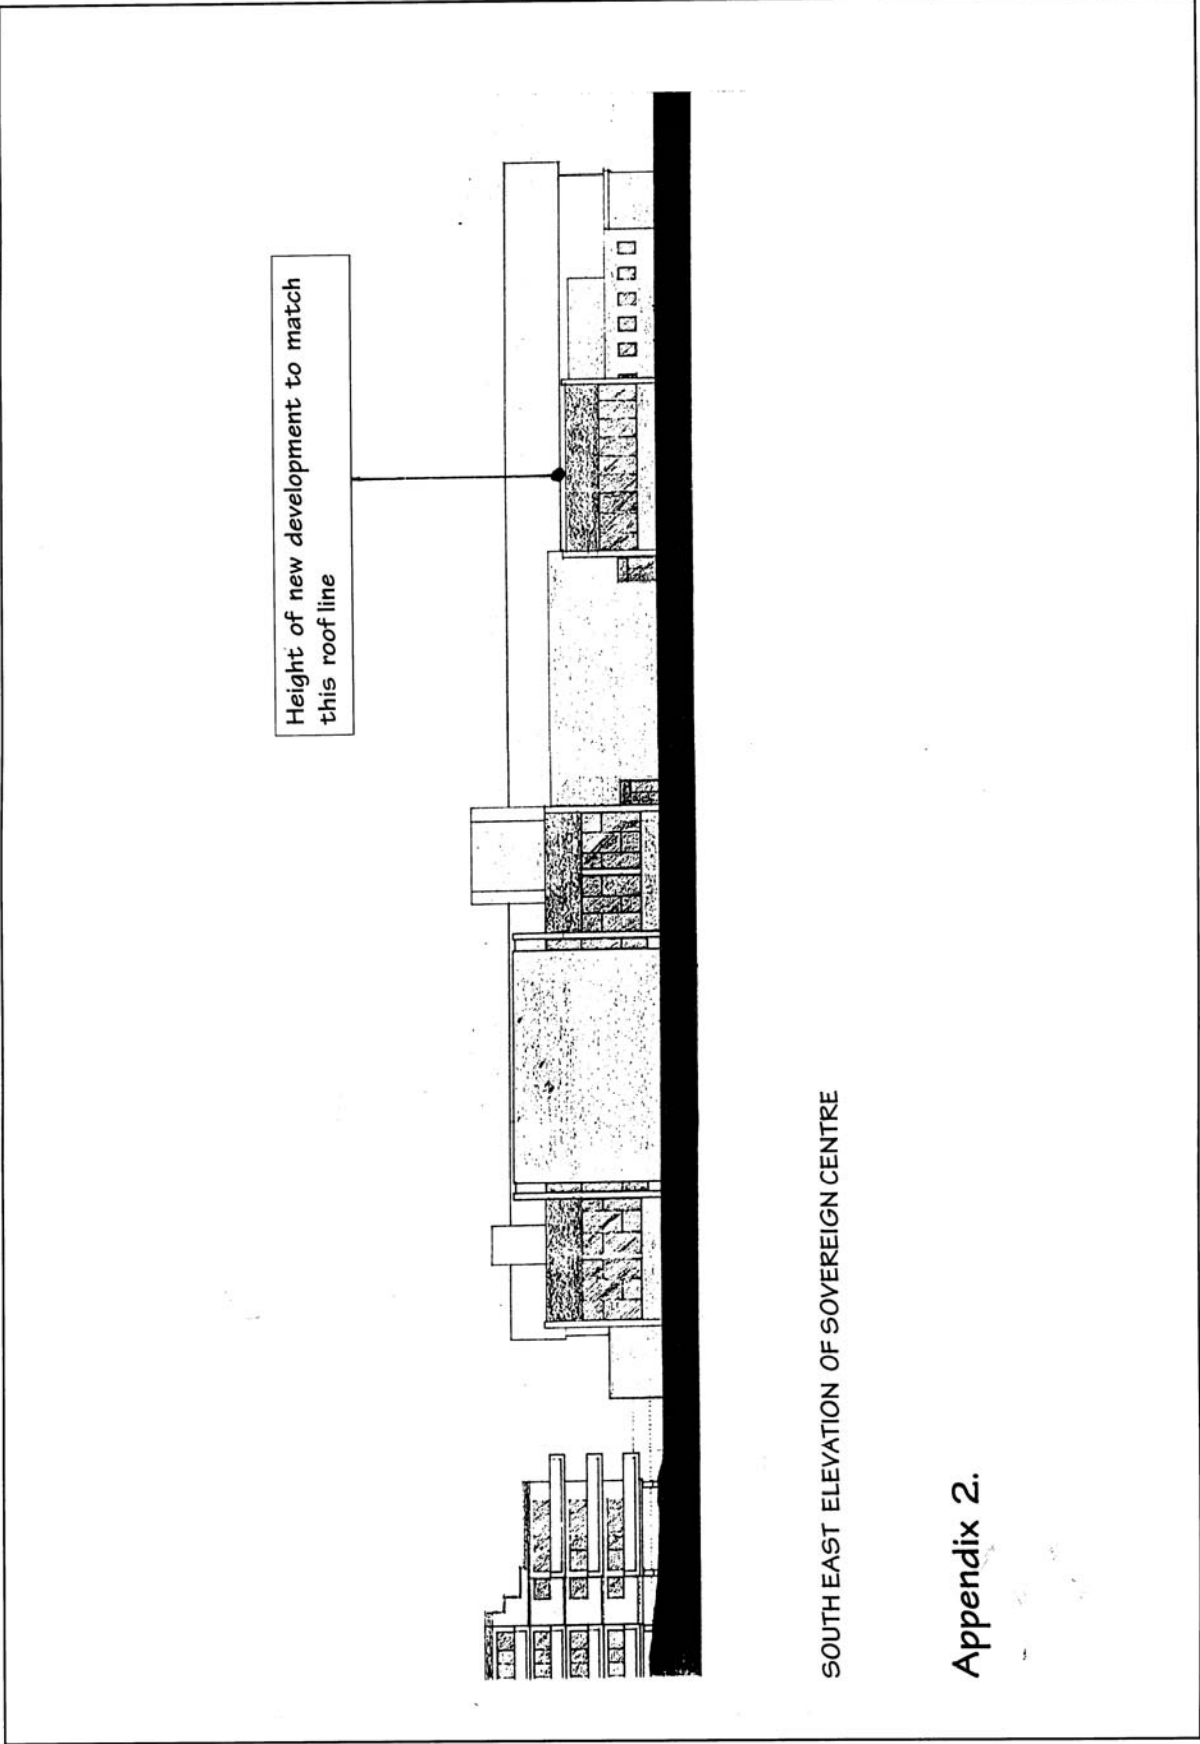 Height of new development to match
this roof line
SOUTH EAST ELEVATION OF SOVEREIGN CENTRE
Appendix 2.